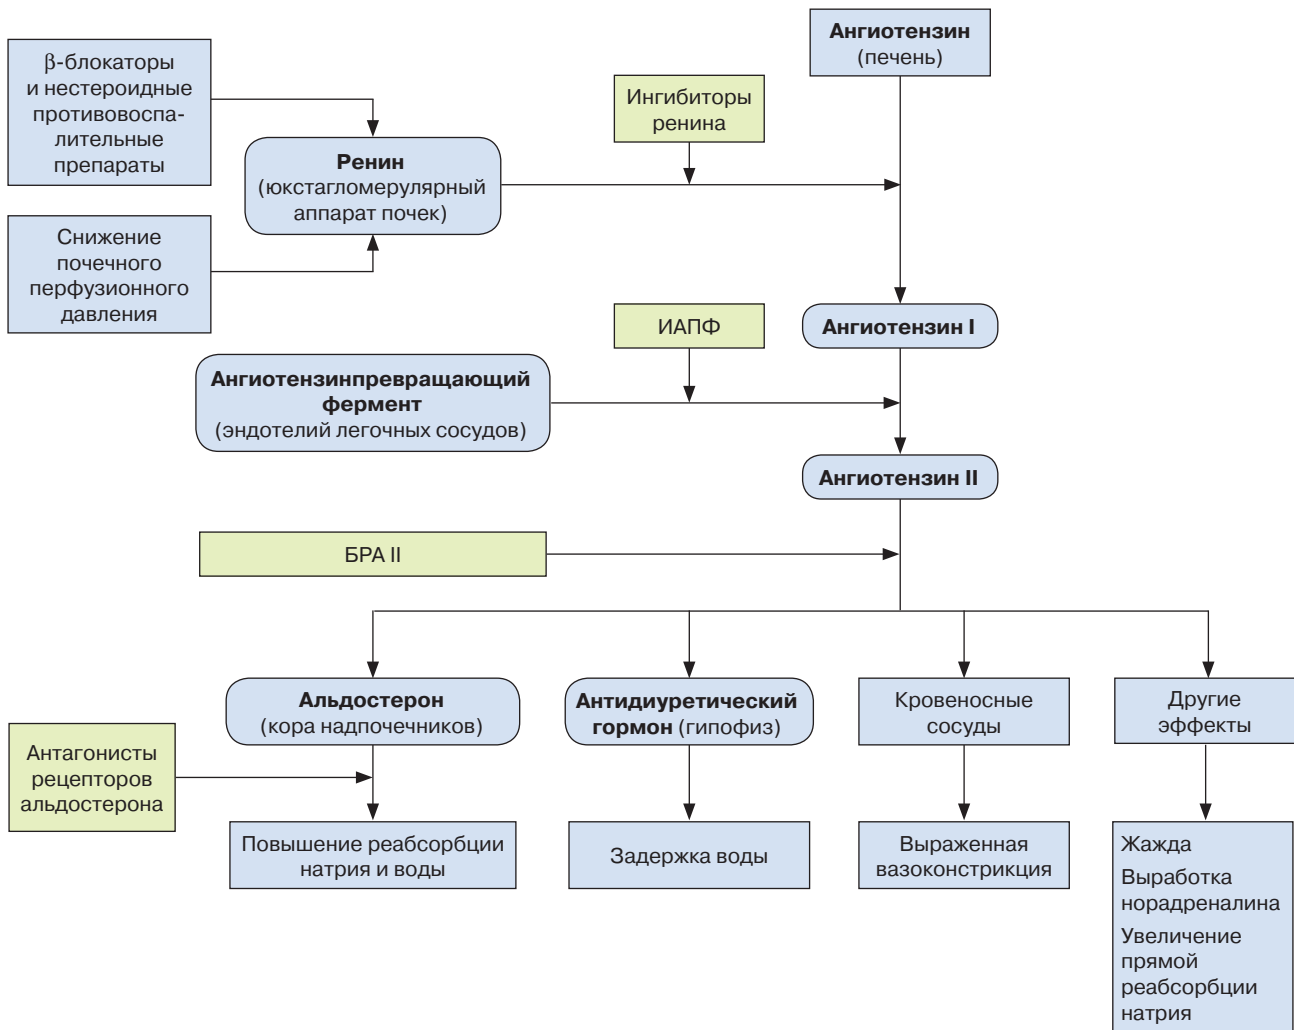 Ангиотензин
(печень)
β-блокаторы
и нестероидные
противовоспа-
лительные
препараты
Ингибиторы
ренина
Ренин
(юкстагломерулярный
аппарат почек)
Снижение
почечного
перфузионного
давления
ИАПФ
Ангиотензин I
Ангиотензинпревращающий
фермент
(эндотелий легочных сосудов)
Ангиотензин II
БРА II
Альдостерон
(кора надпочечников)
Антидиуретический
гормон (гипофиз)
Кровеносные
сосуды
Другие
эффекты
Антагонисты
рецепторов
альдостерона
Повышение реабсорбции
натрия и воды
Задержка воды
Выраженная
вазоконстрикция
Жажда
Выработка
норадреналина
Увеличение
прямой
реабсорбции
натрия